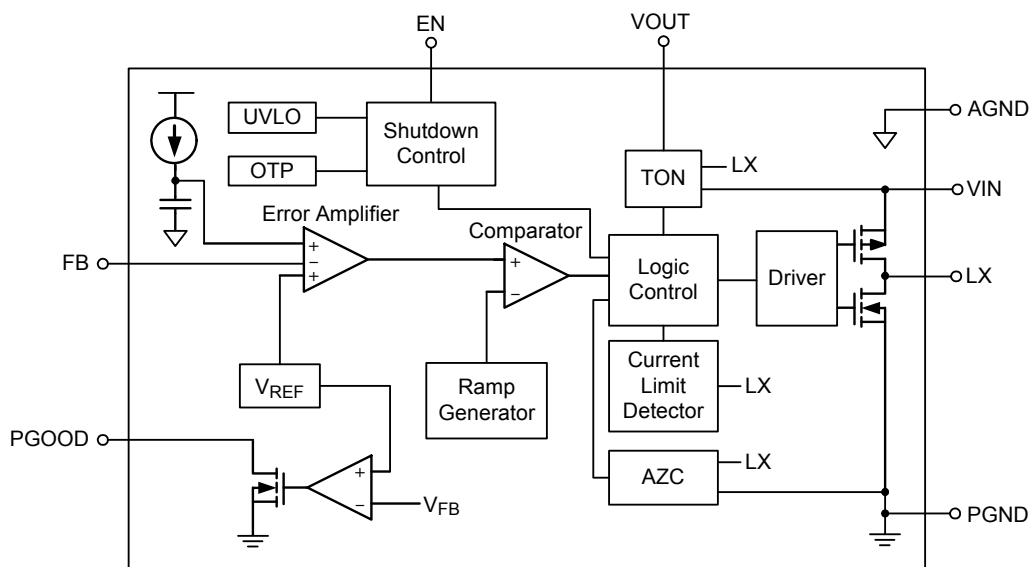 EN
VOUT
UVLO
OTP
Shutdown
Control
AGND
TON
LX
VIN
Error Amplifier
+
−
+
FB
Comparator
+
−
Logic
Control
Driver
LX
VREF
Ramp
Generator
Current
Limit
Detector
LX
PGOOD
+
−
VFB
AZC
LX
PGND